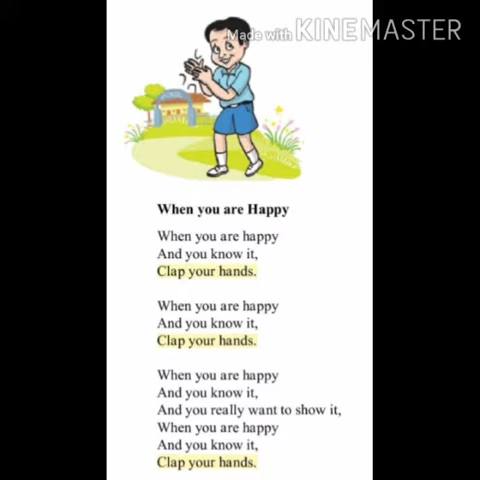 Made with KINEMASTER
When you are Happy
When you are happy
And you know it,
Clap your hands.
When you are happy
And you know it,
Clap your hands.
When you are happy
And you know it,
And you really want to show it,
When you are happy
And you know it,
Clap your hands.